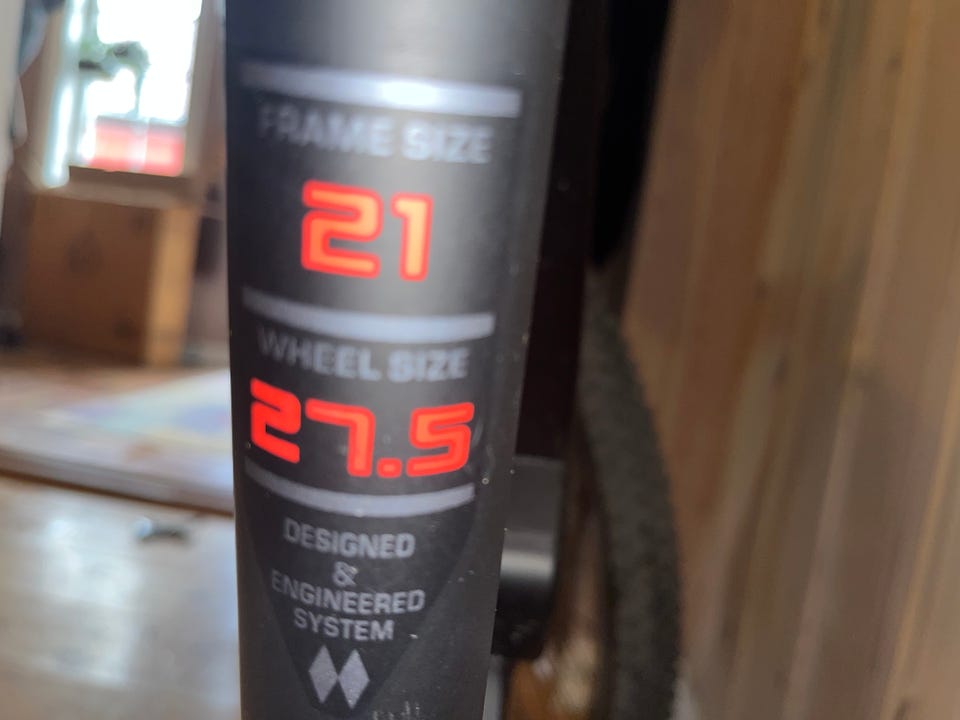 FRAME SIZE
21
WHEEL SIZE
27.5
DESIGNED
&
ENGINEERED
SYSTEM